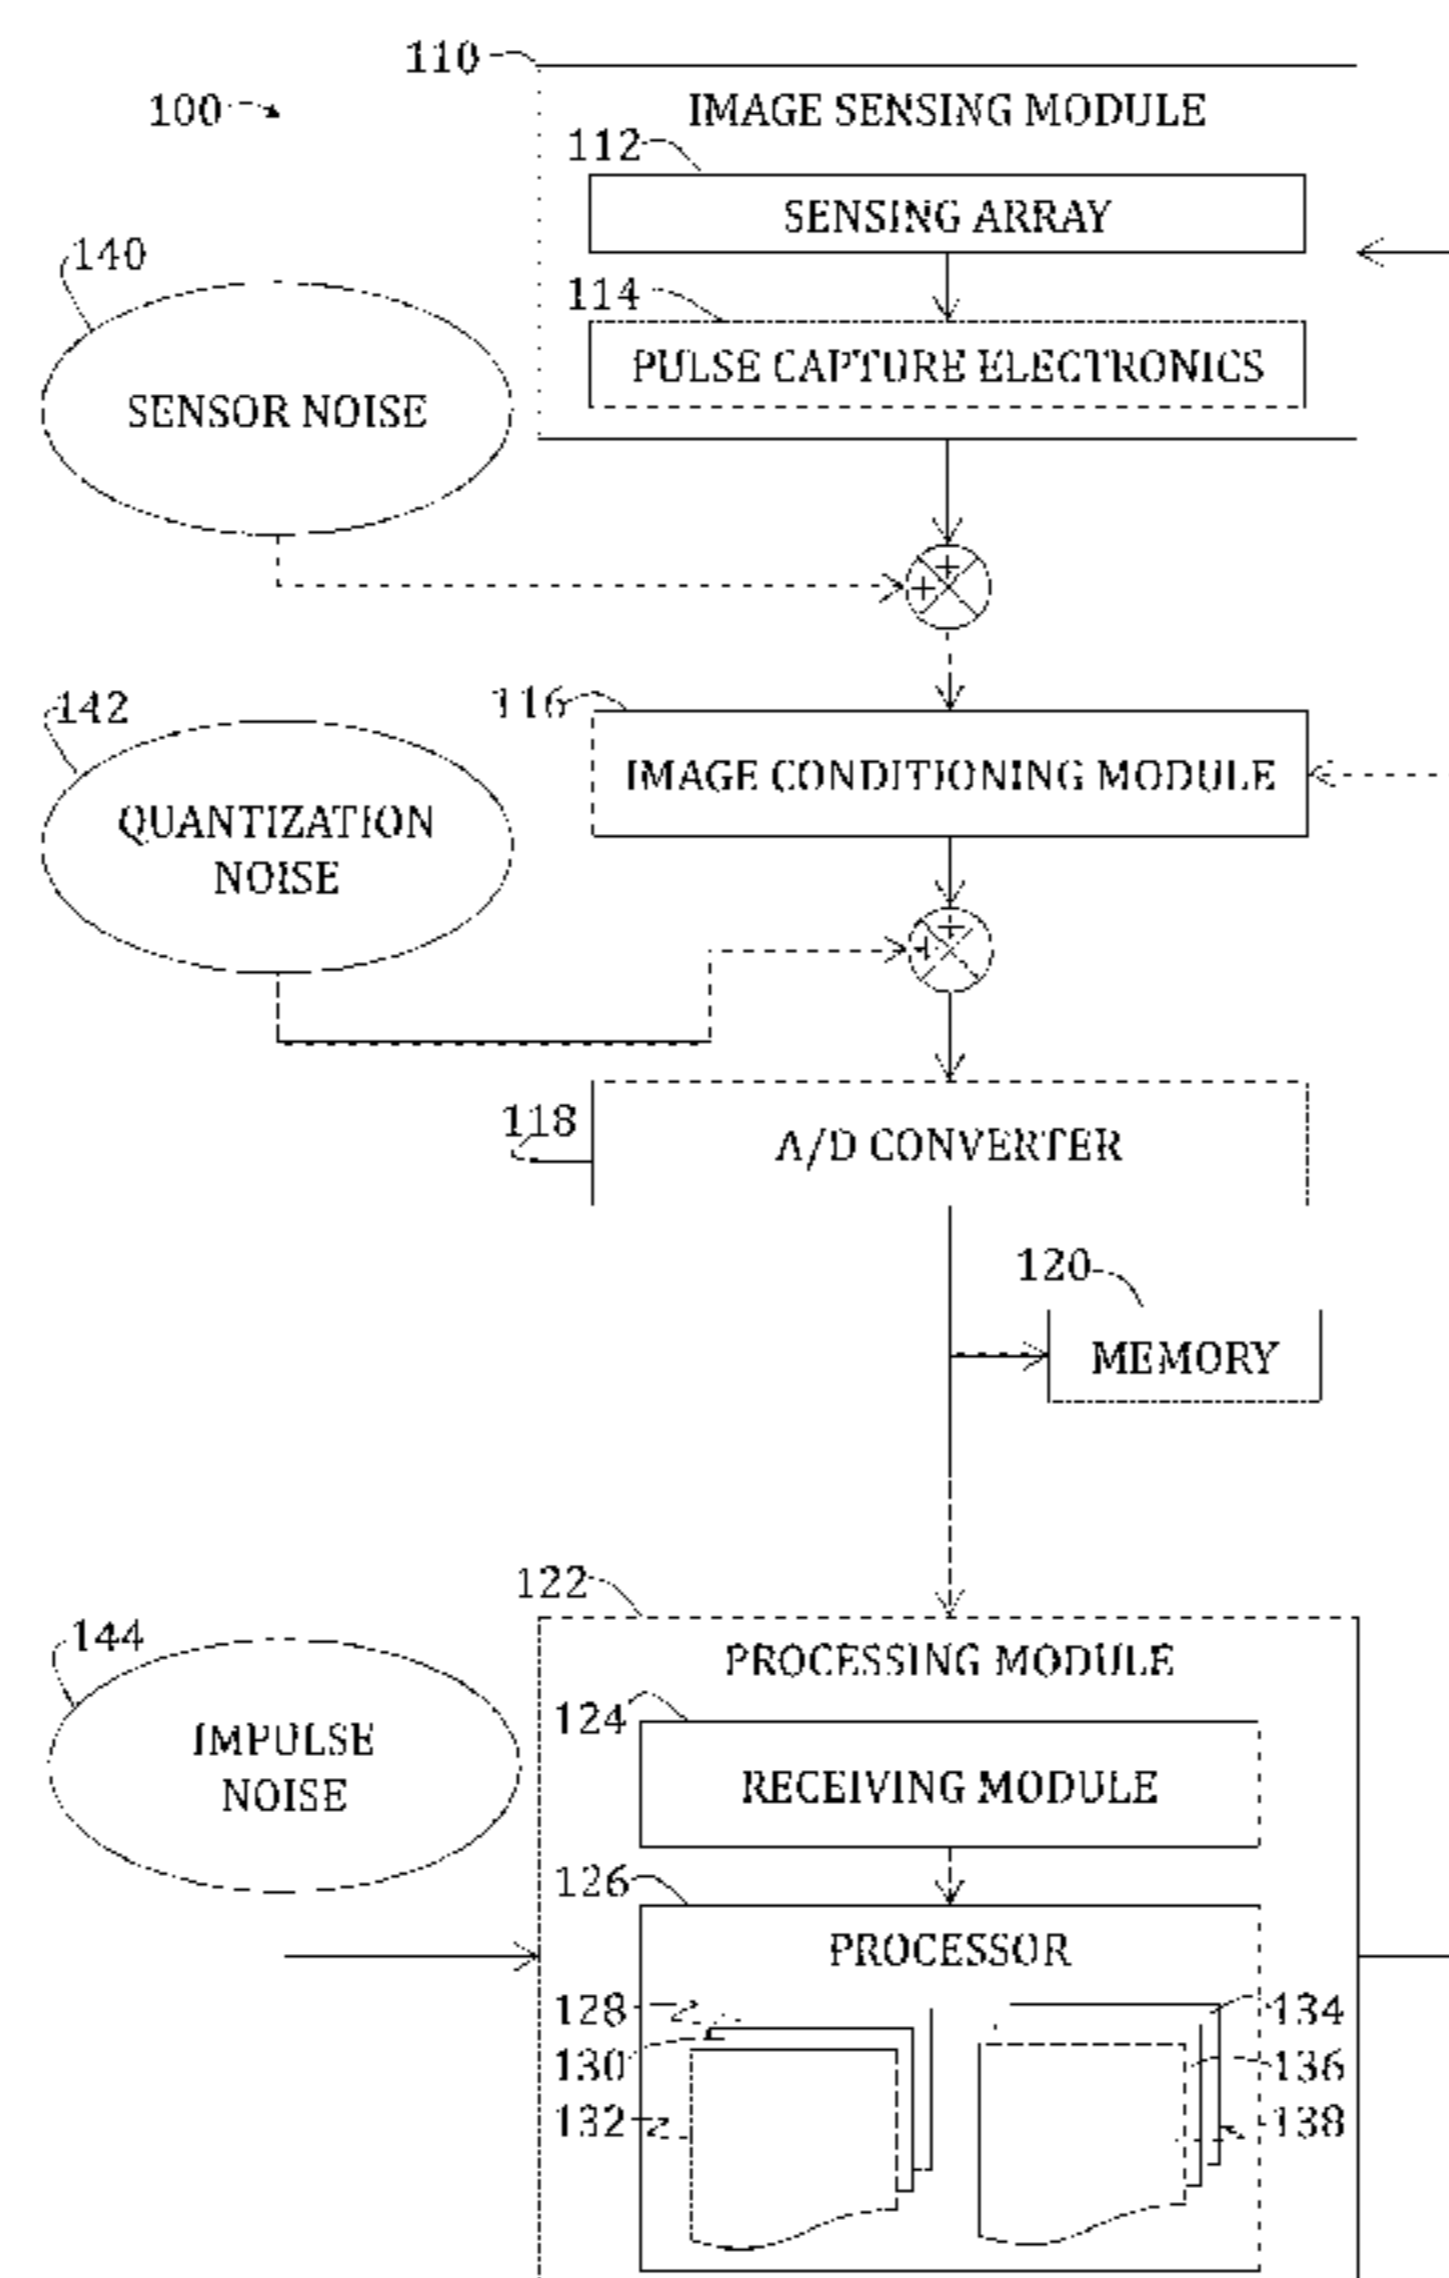 110
100
IMAGE SENSING MODULE
112
SENSING ARRAY
140
114
PULSE CAPTURE ELECTRONICS
SENSOR NOISE
+
+
142
116
IMAGE CONDITIONING MODULE
QUANTIZATION
NOISE
+
+
118
A/D CONVERTER
120
MEMORY
122
144
PROCESSING MODULE
124
IMPULSE
NOISE
RECEIVING MODULE
126
PROCESSOR
128
134
130
136
132
138